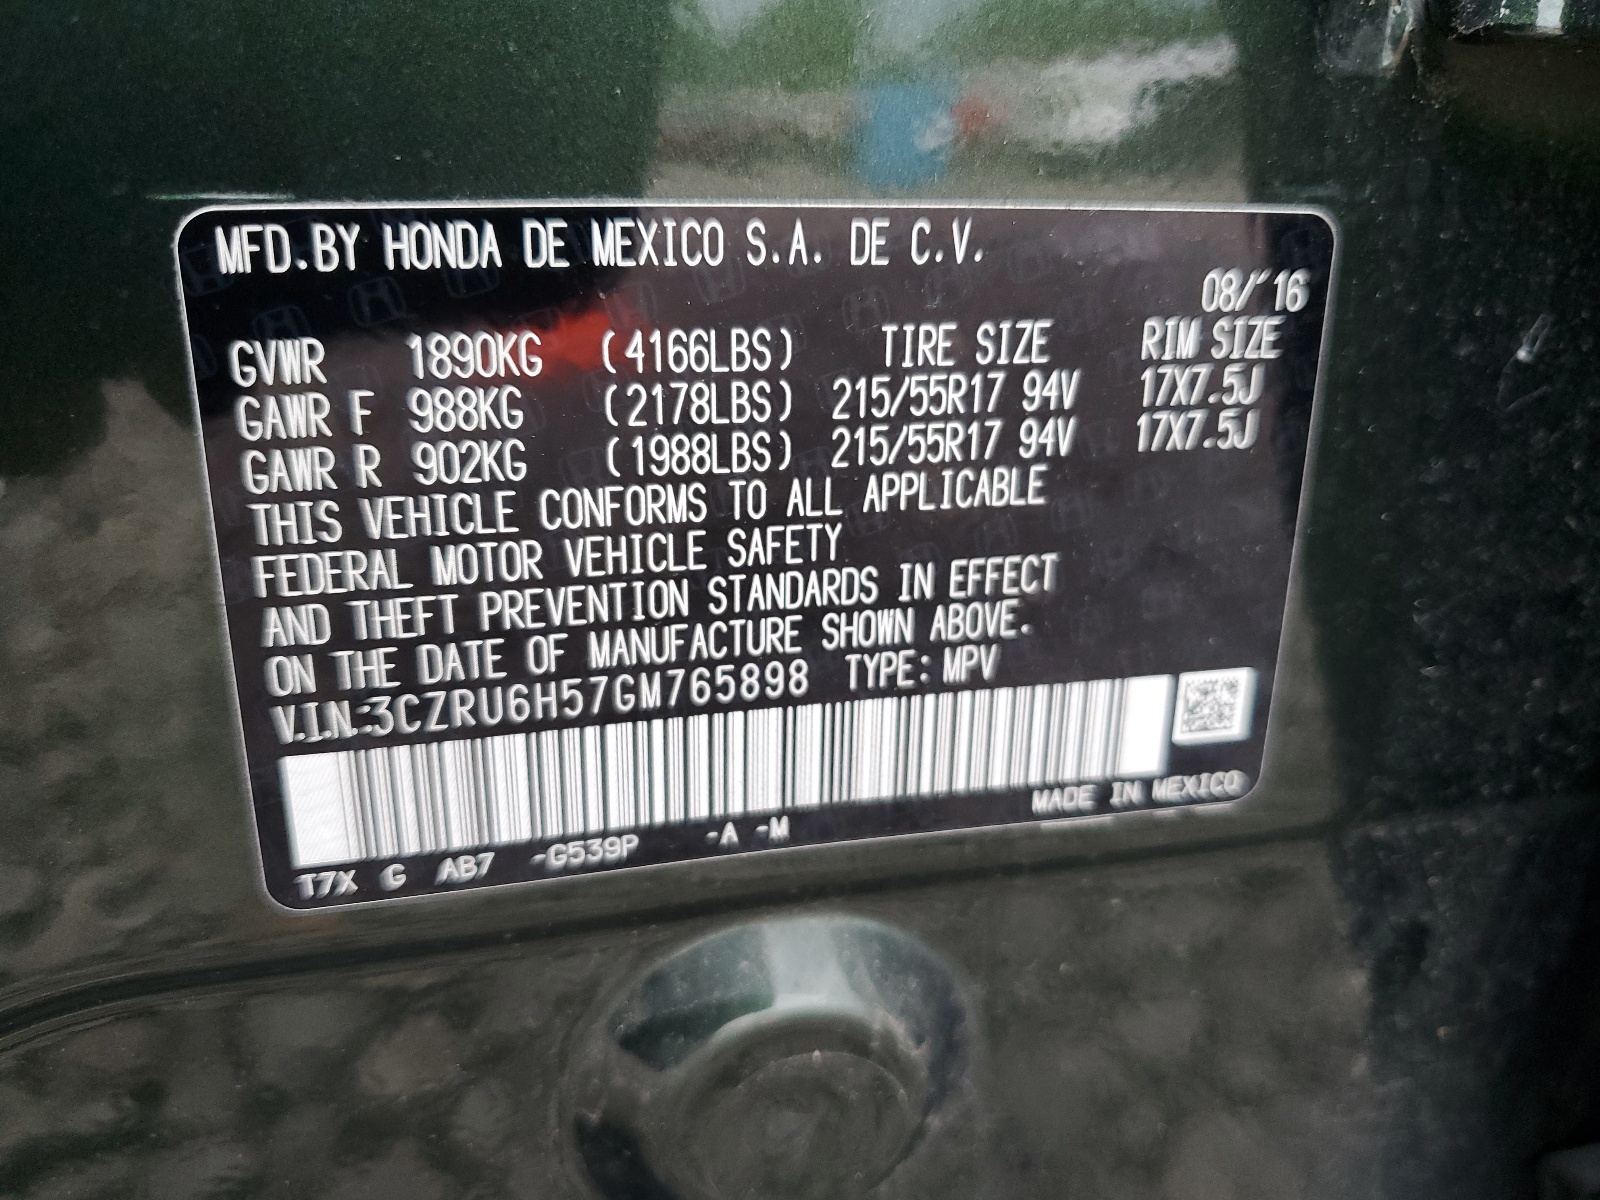 MFD.BY HONDA DE MEXICO S.A. DE C.V.
08/"16
GVWR 1890KG (4166LBS) TIRE SIZE RIM SIZE
GAWR F 988KG (2178LBS) 215/55R17 94V 17X7.5J
GAWR R 902KG (1988LBS) 215/55R17 94V 17X7.5J
THIS VEHICLE CONFORMS TO ALL APPLICABLE
FEDERAL MOTOR VEHICLE SAFETY
AND THEFT PREVENTION STANDARDS IN EFFECT
ON THE DATE OF MANUFACTURE SHOWN ABOVE.
V.I.N.:3CZRU6H57GM765898 TYPE: MPV
MADE IN MEXICO
T7X G AB7 -G539P -A -M